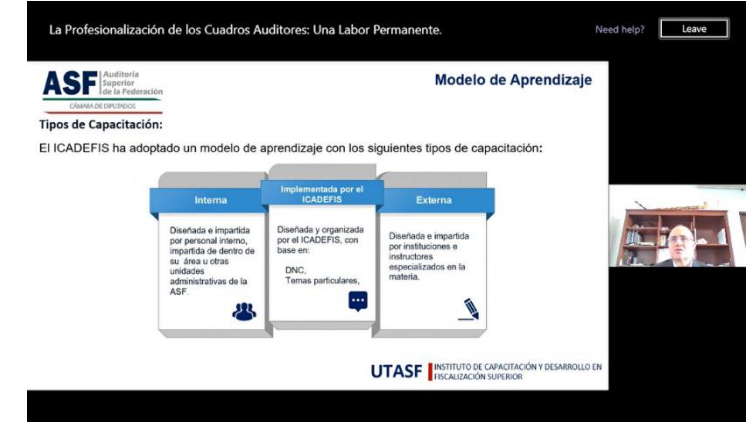 La Profesionalización de los Cuadros Auditores: Una Labor Permanente.
Need help?
Leave
ASF
Auditoría
Superior
de la Federación
CÁMARA DE DIPUTADOS
Modelo de Aprendizaje
Tipos de Capacitación:
El ICADEFIS ha adoptado un modelo de aprendizaje con los siguientes tipos de capacitación:
Interna
Diseñada e impartida
por personal interno,
impartida de dentro de
su área u otras
unidades
administrativas de la
ASF.
Implementada por el
ICADEFIS
Diseñada y organizada
por el ICADEFIS, con
base en:
DNC,
Temas particulares,
Externa
Diseñada e impartida
por instituciones e
instructores
especializados en la
materia.
UTASF
INSTITUTO DE CAPACITACIÓN Y DESARROLLO EN
FISCALIZACIÓN SUPERIOR